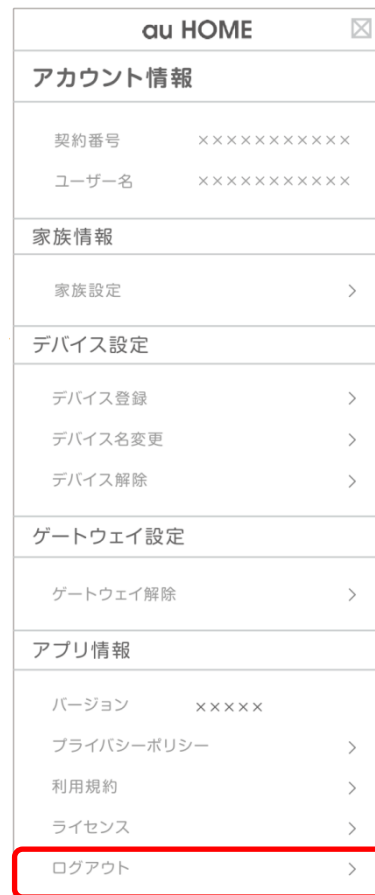 au HOME
アカウント情報
契約番号 ×××××××××××
ユーザー名 ×××××××××××
家族情報
家族設定
デバイス設定
デバイス登録
デバイス名変更
デバイス解除
ゲートウェイ設定
ゲートウェイ解除
アプリ情報
バージョン ×××××
プライバシーポリシー
利用規約
ライセンス
ログアウト